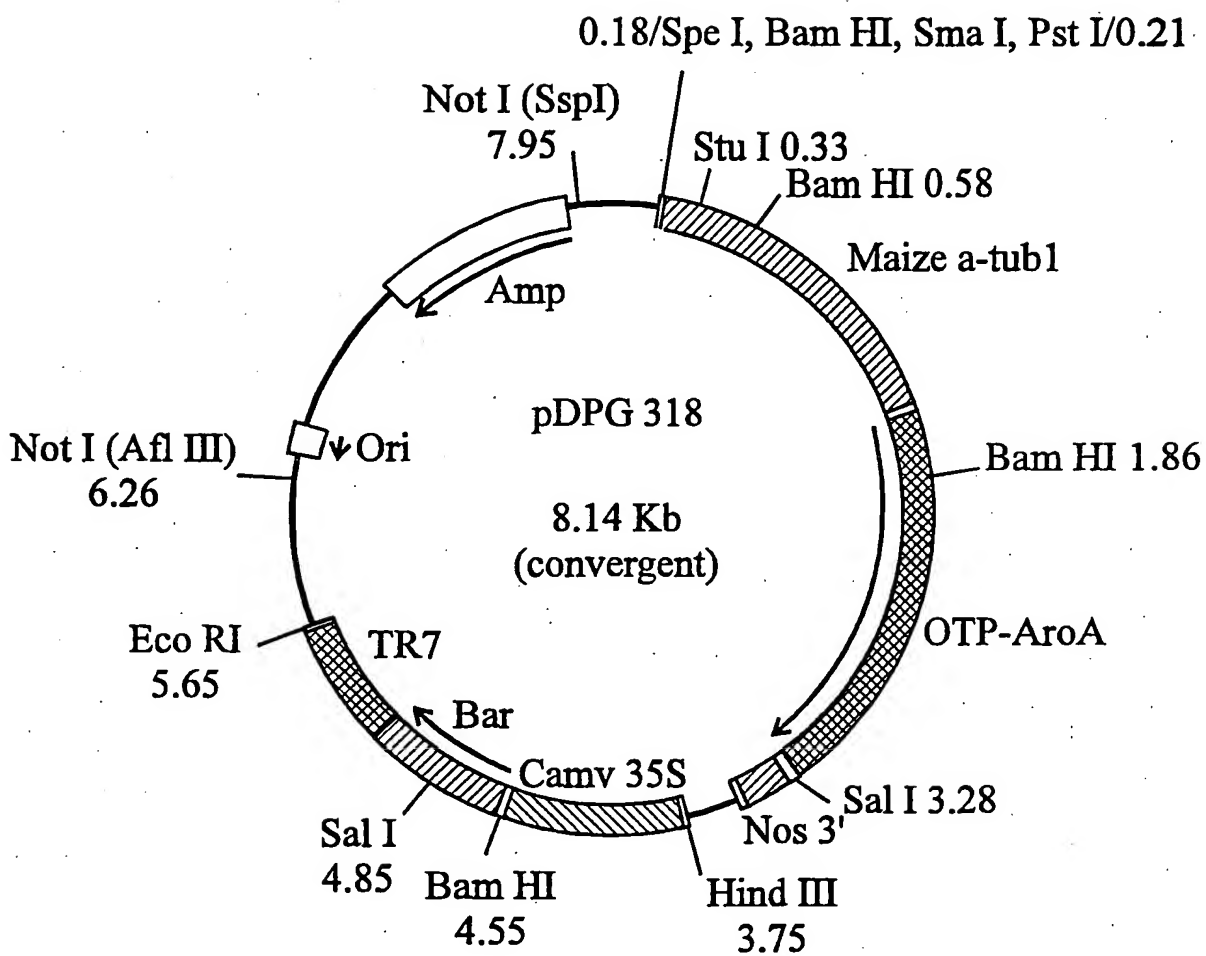 0.18/Spe I, Bam HI, Sma I, Pst I/0.21
Not I (SspI)
7.95
Stu I 0.33
Bam HI 0.58
Maize a-tub1
Amp
pDPG 318
Not I (Afl III)
6.26
Ori
Bam HI 1.86
8.14 Kb
(convergent)
Eco RI
5.65
TR7
OTP-AroA
Bar
Camv 35S
Sal I 3.28
Nos 3'
Sal I
4.85
Bam HI
4.55
Hind III
3.75